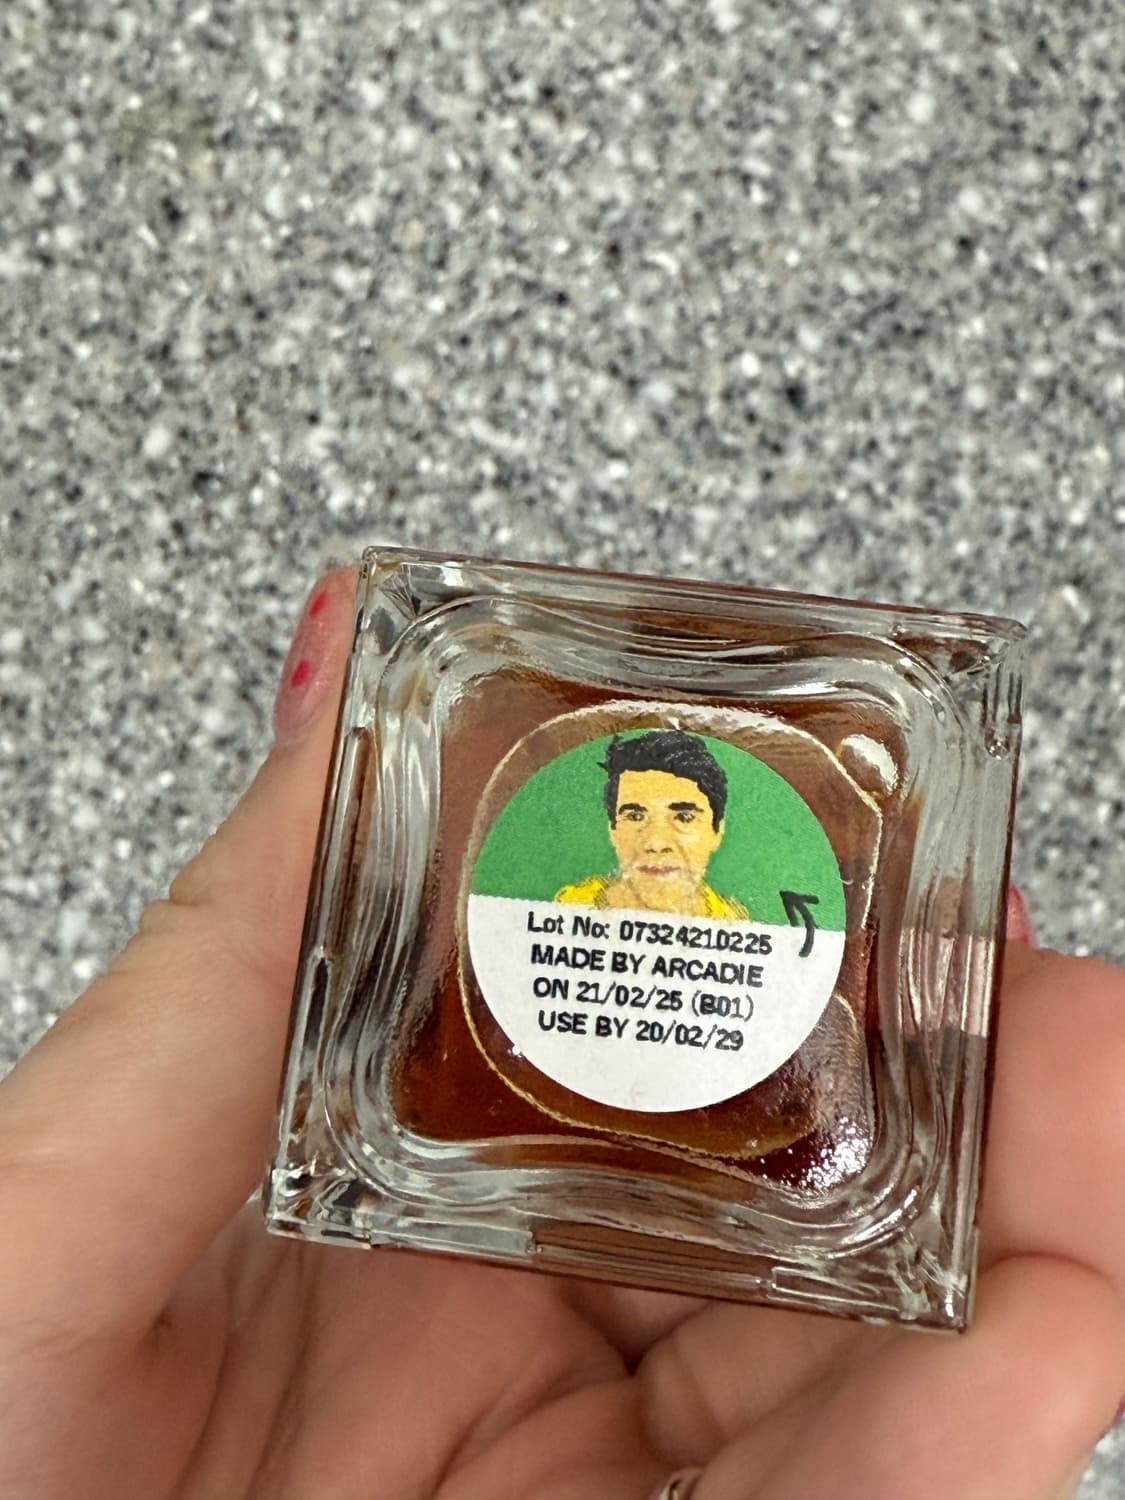 Lot No: 07324210225
MADE BY ARCADIE
ON 21/02/25 (B01)
USE BY 20/02/29